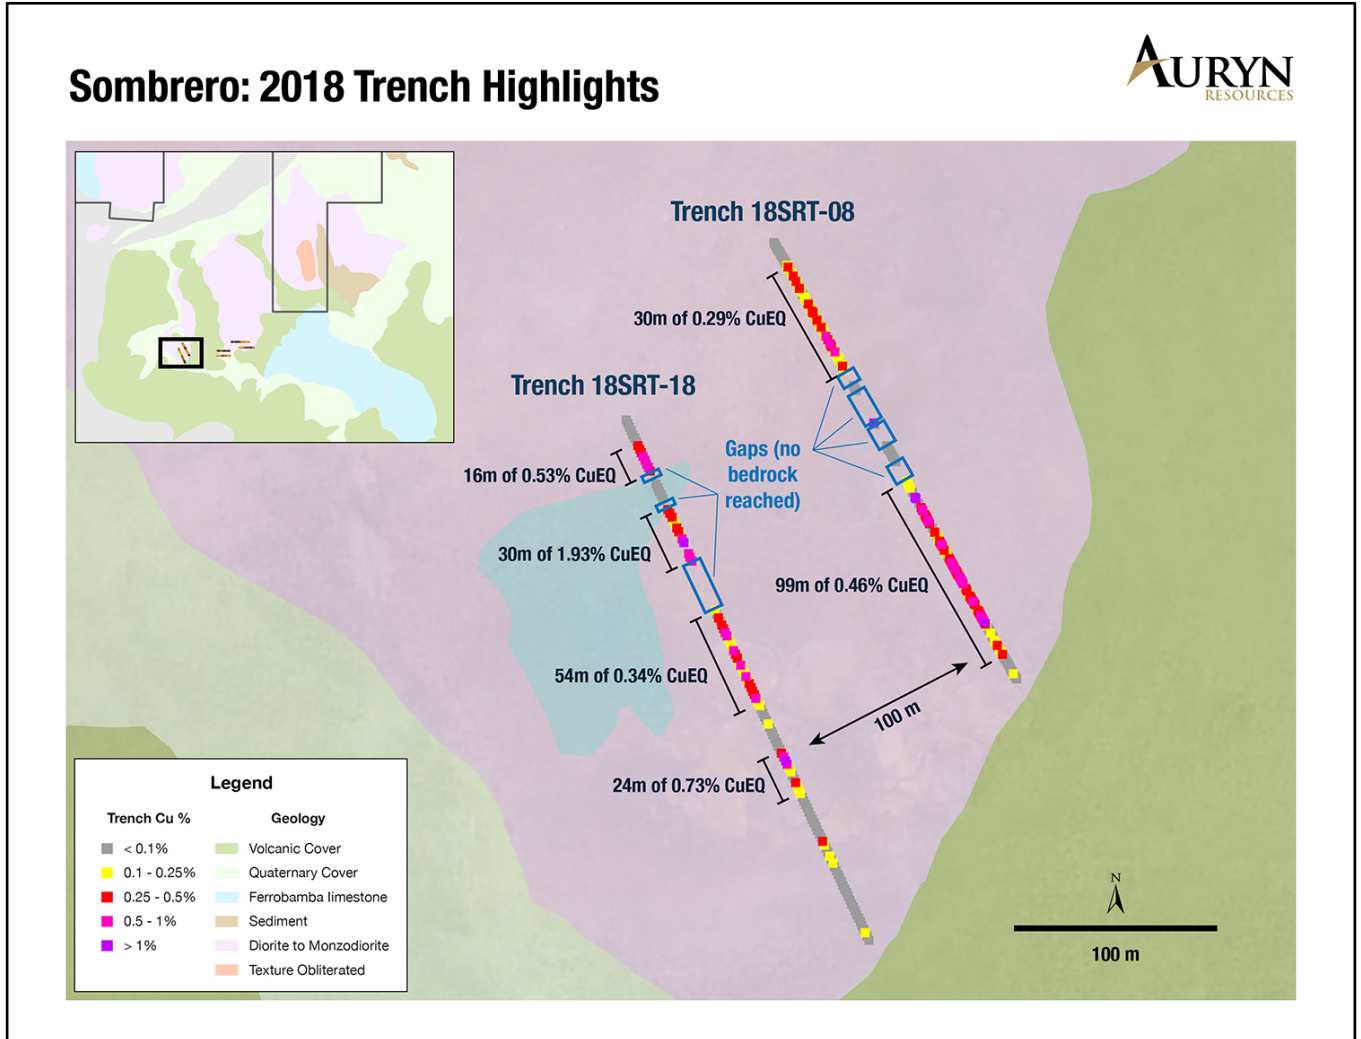 Sombrero: 2018 Trench Highlights
AURYN
RESOURCES
Trench 18SRT-08
30m of 0.29% CuEQ
Trench 18SRT-18
Gaps (no
bedrock
reached)
16m of 0.53% CuEQ
30m of 1.93% CuEQ
99m of 0.46% CuEQ
54m of 0.34% CuEQ
100 m
24m of 0.73% CuEQ
Legend
Trench Cu %
Geology
< 0.1%
Volcanic Cover
0.1 - 0.25%
Quaternary Cover
0.25 - 0.5%
Ferrobamba limestone
0.5 - 1%
Sediment
> 1%
Diorite to Monzodiorite
Texture Obliterated
N
100 m